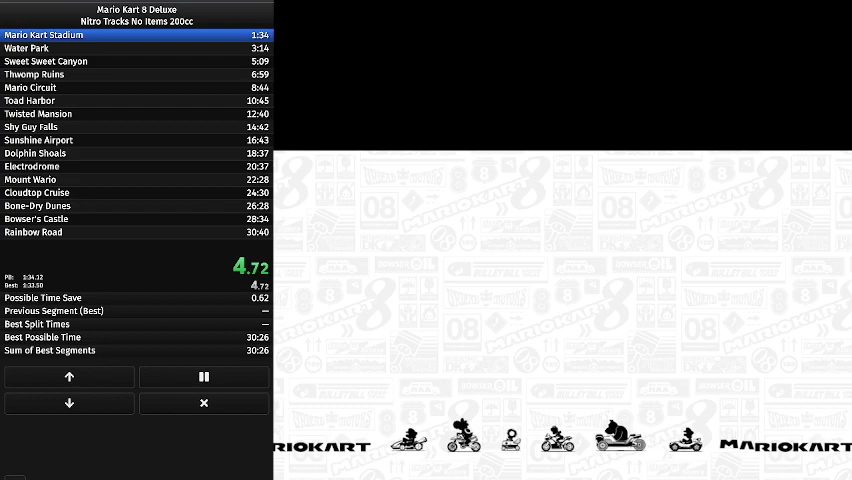 Mario Kart 8 Deluxe
Nitro Tracks No Items 200cc
Mario Kart Stadium 1:34
Water Park 3:14
Sweet Sweet Canyon 5:09
Thwomp Ruins 6:59
Mario Circuit 8:44
Toad Harbor 10:45
Twisted Mansion 12:40
Shy Guy Falls 14:42
Sunshine Airport 16:43
Dolphin Shoals 18:37
Electrodrome 20:37
Mount Wario 22:28
Cloudtop Cruise 24:30
Bone-Dry Dunes 26:28
Bowser's Castle 28:34
Rainbow Road 30:40
4.72
PB: 1:34.12
Best: 1:33.50 4.72
Possible Time Save 0.62
Previous Segment (Best) —
Best Split Times —
Best Possible Time 30:26
Sum of Best Segments 30:26
RIOKART MARIOKART